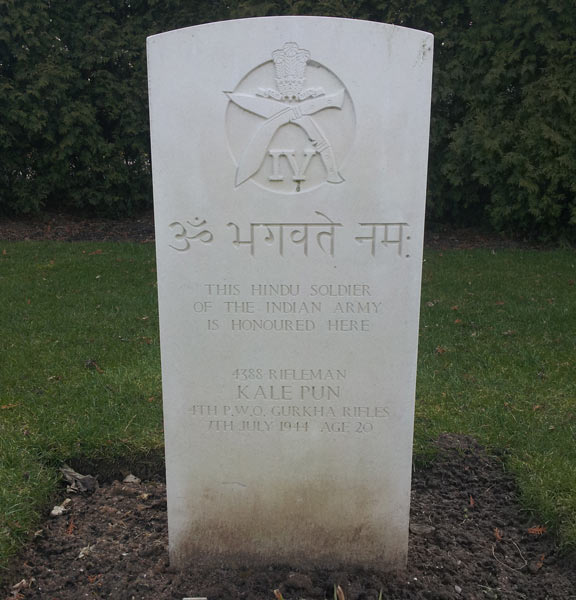 IV
ॐ भगवते नमः
THIS HINDU SOLDIER
OF THE INDIAN ARMY
IS HONOURED HERE
4388 RIFLEMAN
KALE PUN
4TH P.W.O. GURKHA RIFLES
7TH JULY 1944 AGE 20